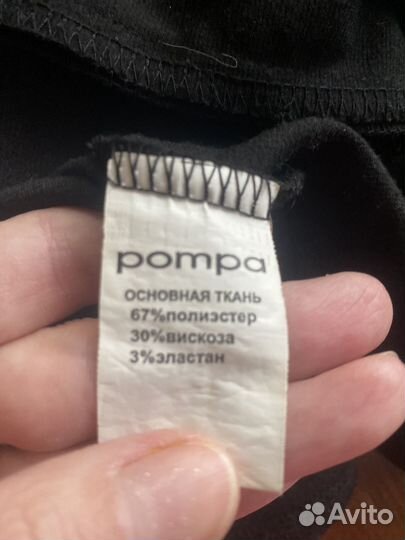 pompa
ОСНОВНАЯ ТКАНЬ
67%полиэстер
30%вискоза
3%эластан
Avito